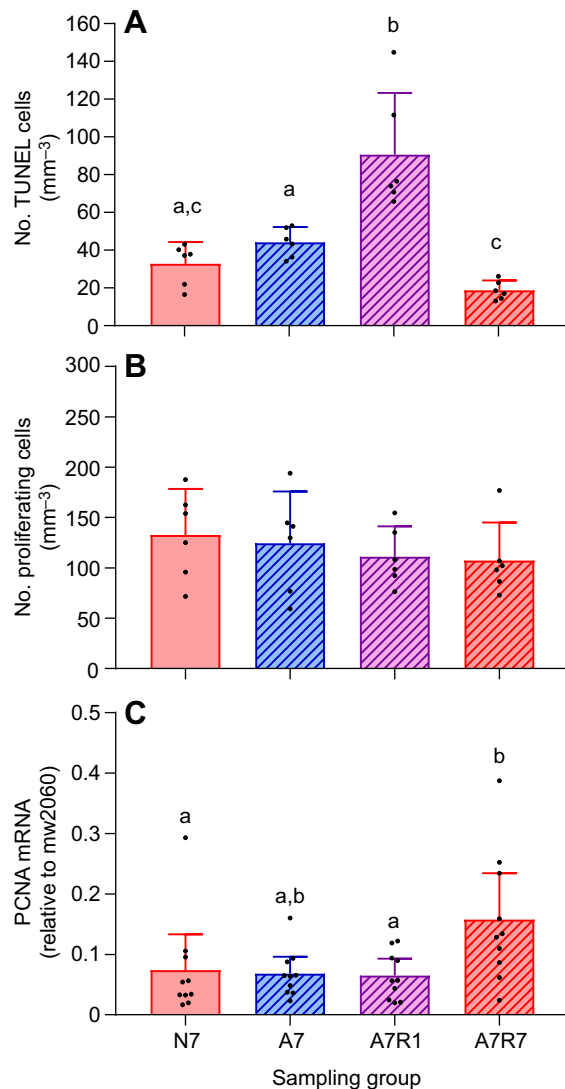 A
No. TUNEL cells
(mm⁻³)
160
140
120
100
80
60
40
20
0
a,c
a
b
c
B
No. proliferating cells
(mm⁻³)
300
250
200
150
100
50
0
C
PCNA mRNA
(relative to mw2060)
0.5
0.4
0.3
0.2
0.1
0
a
a,b
a
b
N7 A7 A7R1 A7R7
Sampling group